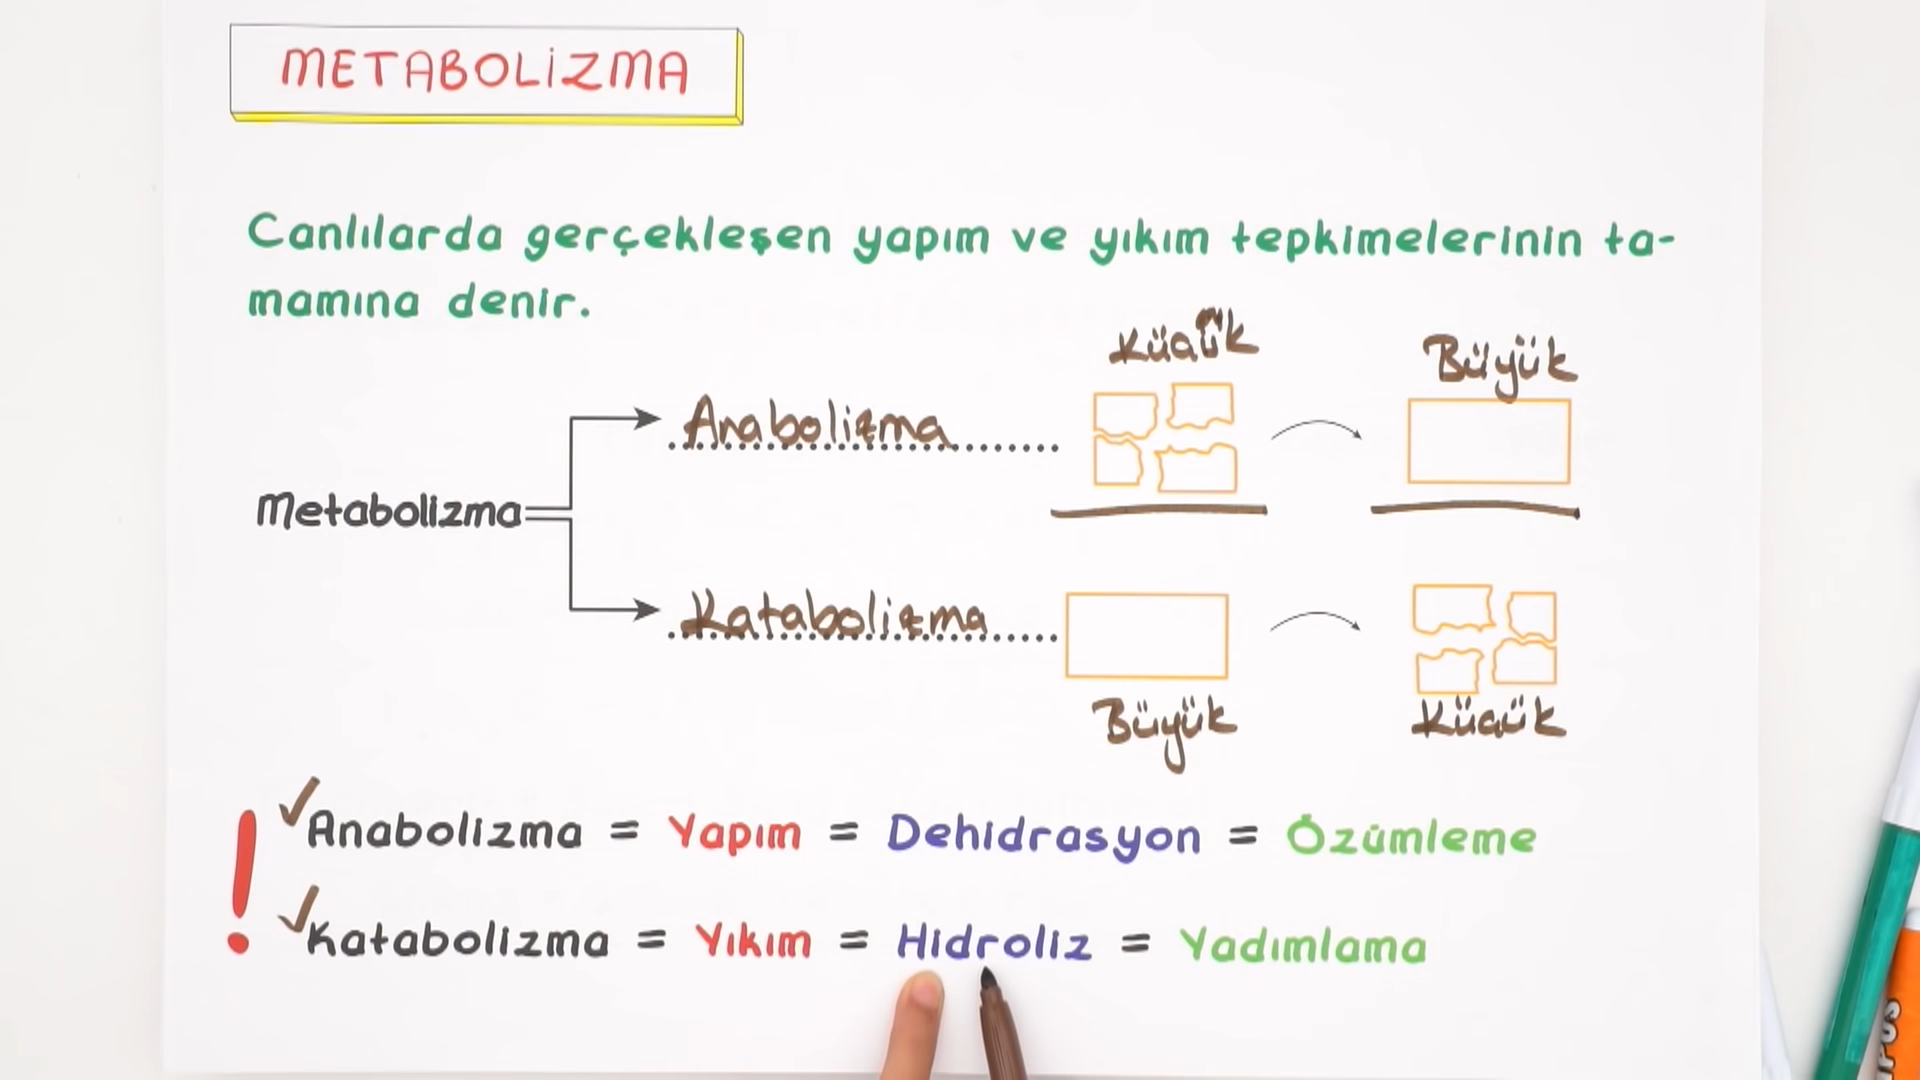 METABOLİZMA
Canlılarda gerçekleşen yapım ve yıkım tepkimelerinin ta-
mamına denir.
Küçük
Büyük
Anabolizma
Metabolizma
Katabolizma
Büyük
Küçük
! ✓Anabolizma = Yapım = Dehidrasyon = Özümleme
✓Katabolizma = Yıkım = Hidroliz = Yadımlama